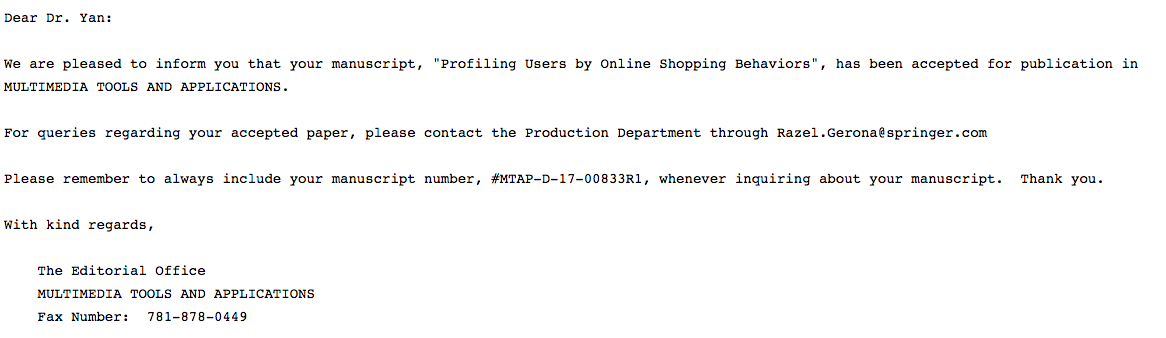 Dear Dr. Yan:
We are pleased to inform you that your manuscript, "Profiling Users by Online Shopping Behaviors", has been accepted for publication in
MULTIMEDIA TOOLS AND APPLICATIONS.
For queries regarding your accepted paper, please contact the Production Department through Razel.Gerona@springer.com
Please remember to always include your manuscript number, #MTAP-D-17-00833R1, whenever inquiring about your manuscript.  Thank you.
With kind regards,
The Editorial Office
MULTIMEDIA TOOLS AND APPLICATIONS
Fax Number:  781-878-0449